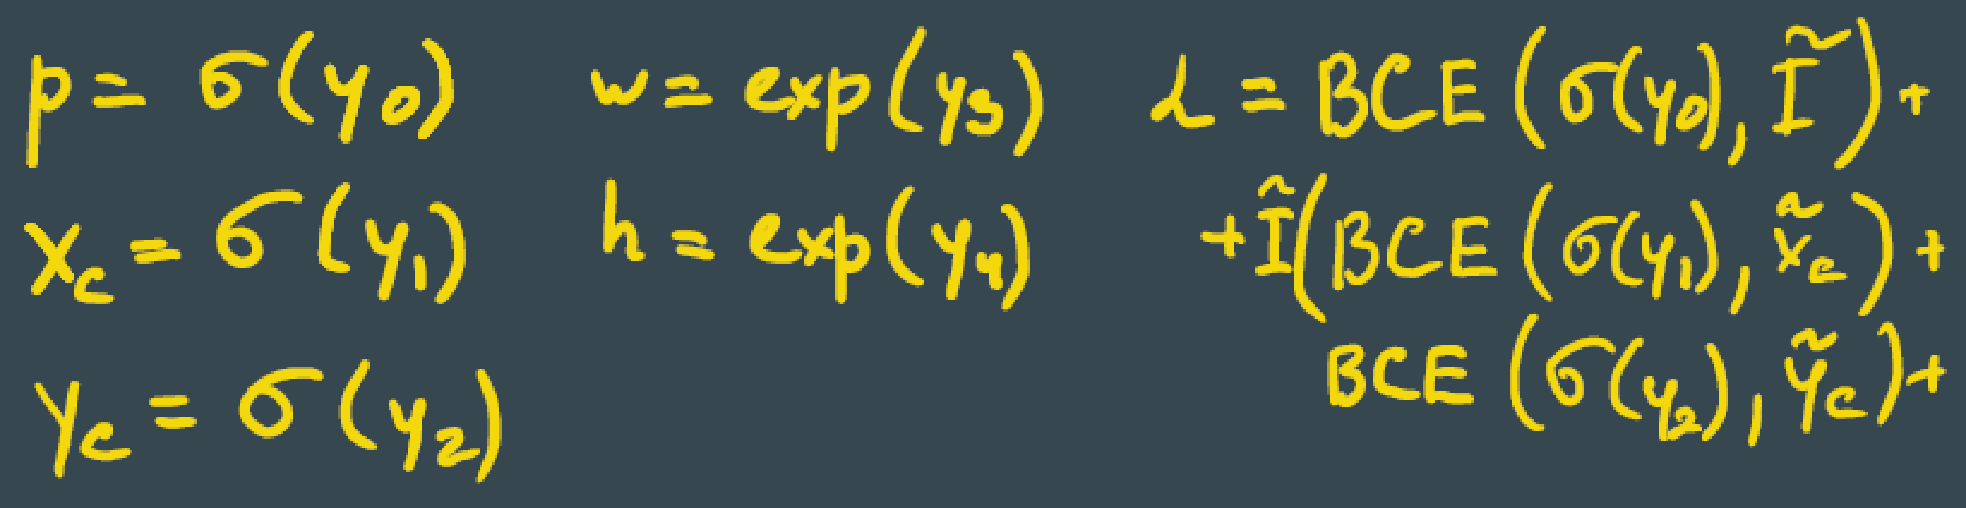 p = σ(y₀) w = exp(y₃) L = BCE(σ(y₀), Ĩ) +
x_c = σ(y₁) h = exp(y₄) + Ĩ(BCE(σ(y₁), x̃_c) +
y_c = σ(y₂) BCE(σ(y₂), ỹ_c) +